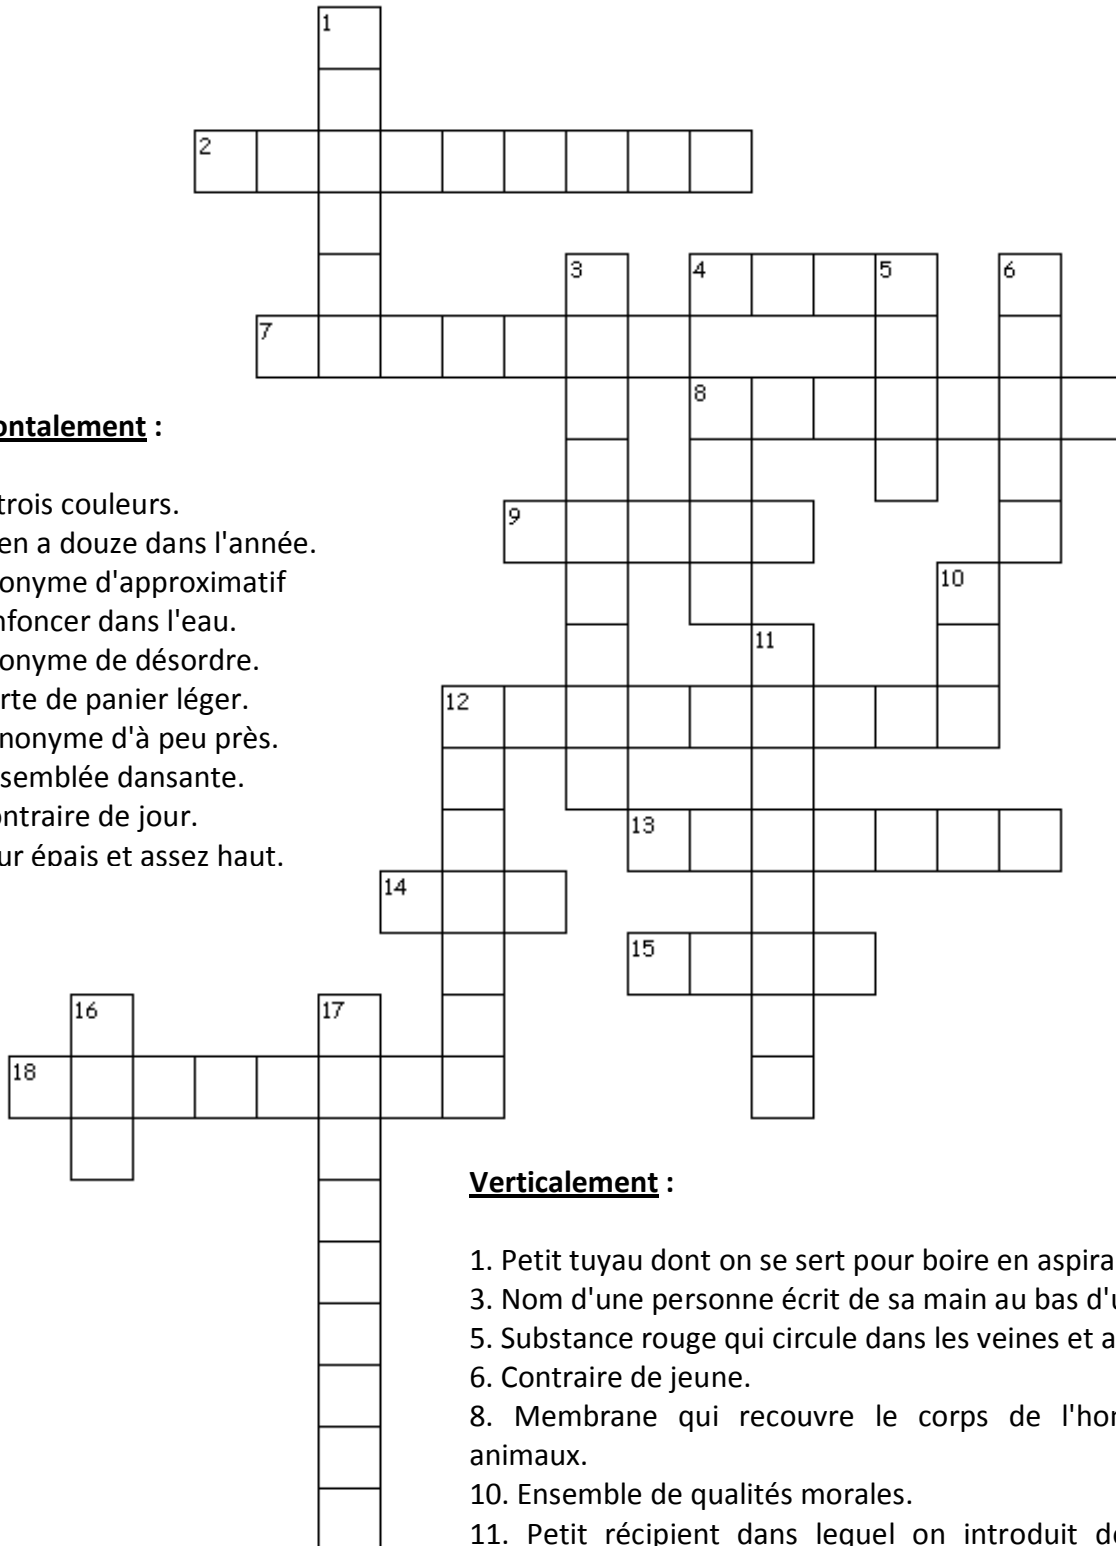 1
2
3
4
5
6
7
8
9
10
11
12
13
14
15
16
17
18
ontalement :
trois couleurs.
en a douze dans l'année.
onyme d'approximatif
nfoncer dans l'eau.
onyme de désordre.
rte de panier léger.
nonyme d'à peu près.
semblée dansante.
ontraire de jour.
ur épais et assez haut.
Verticalement :
1. Petit tuyau dont on se sert pour boire en aspira
3. Nom d'une personne écrit de sa main au bas d'u
5. Substance rouge qui circule dans les veines et a
6. Contraire de jeune.
8. Membrane qui recouvre le corps de l'hor
animaux.
10. Ensemble de qualités morales.
11. Petit récipient dans lequel on introduit de